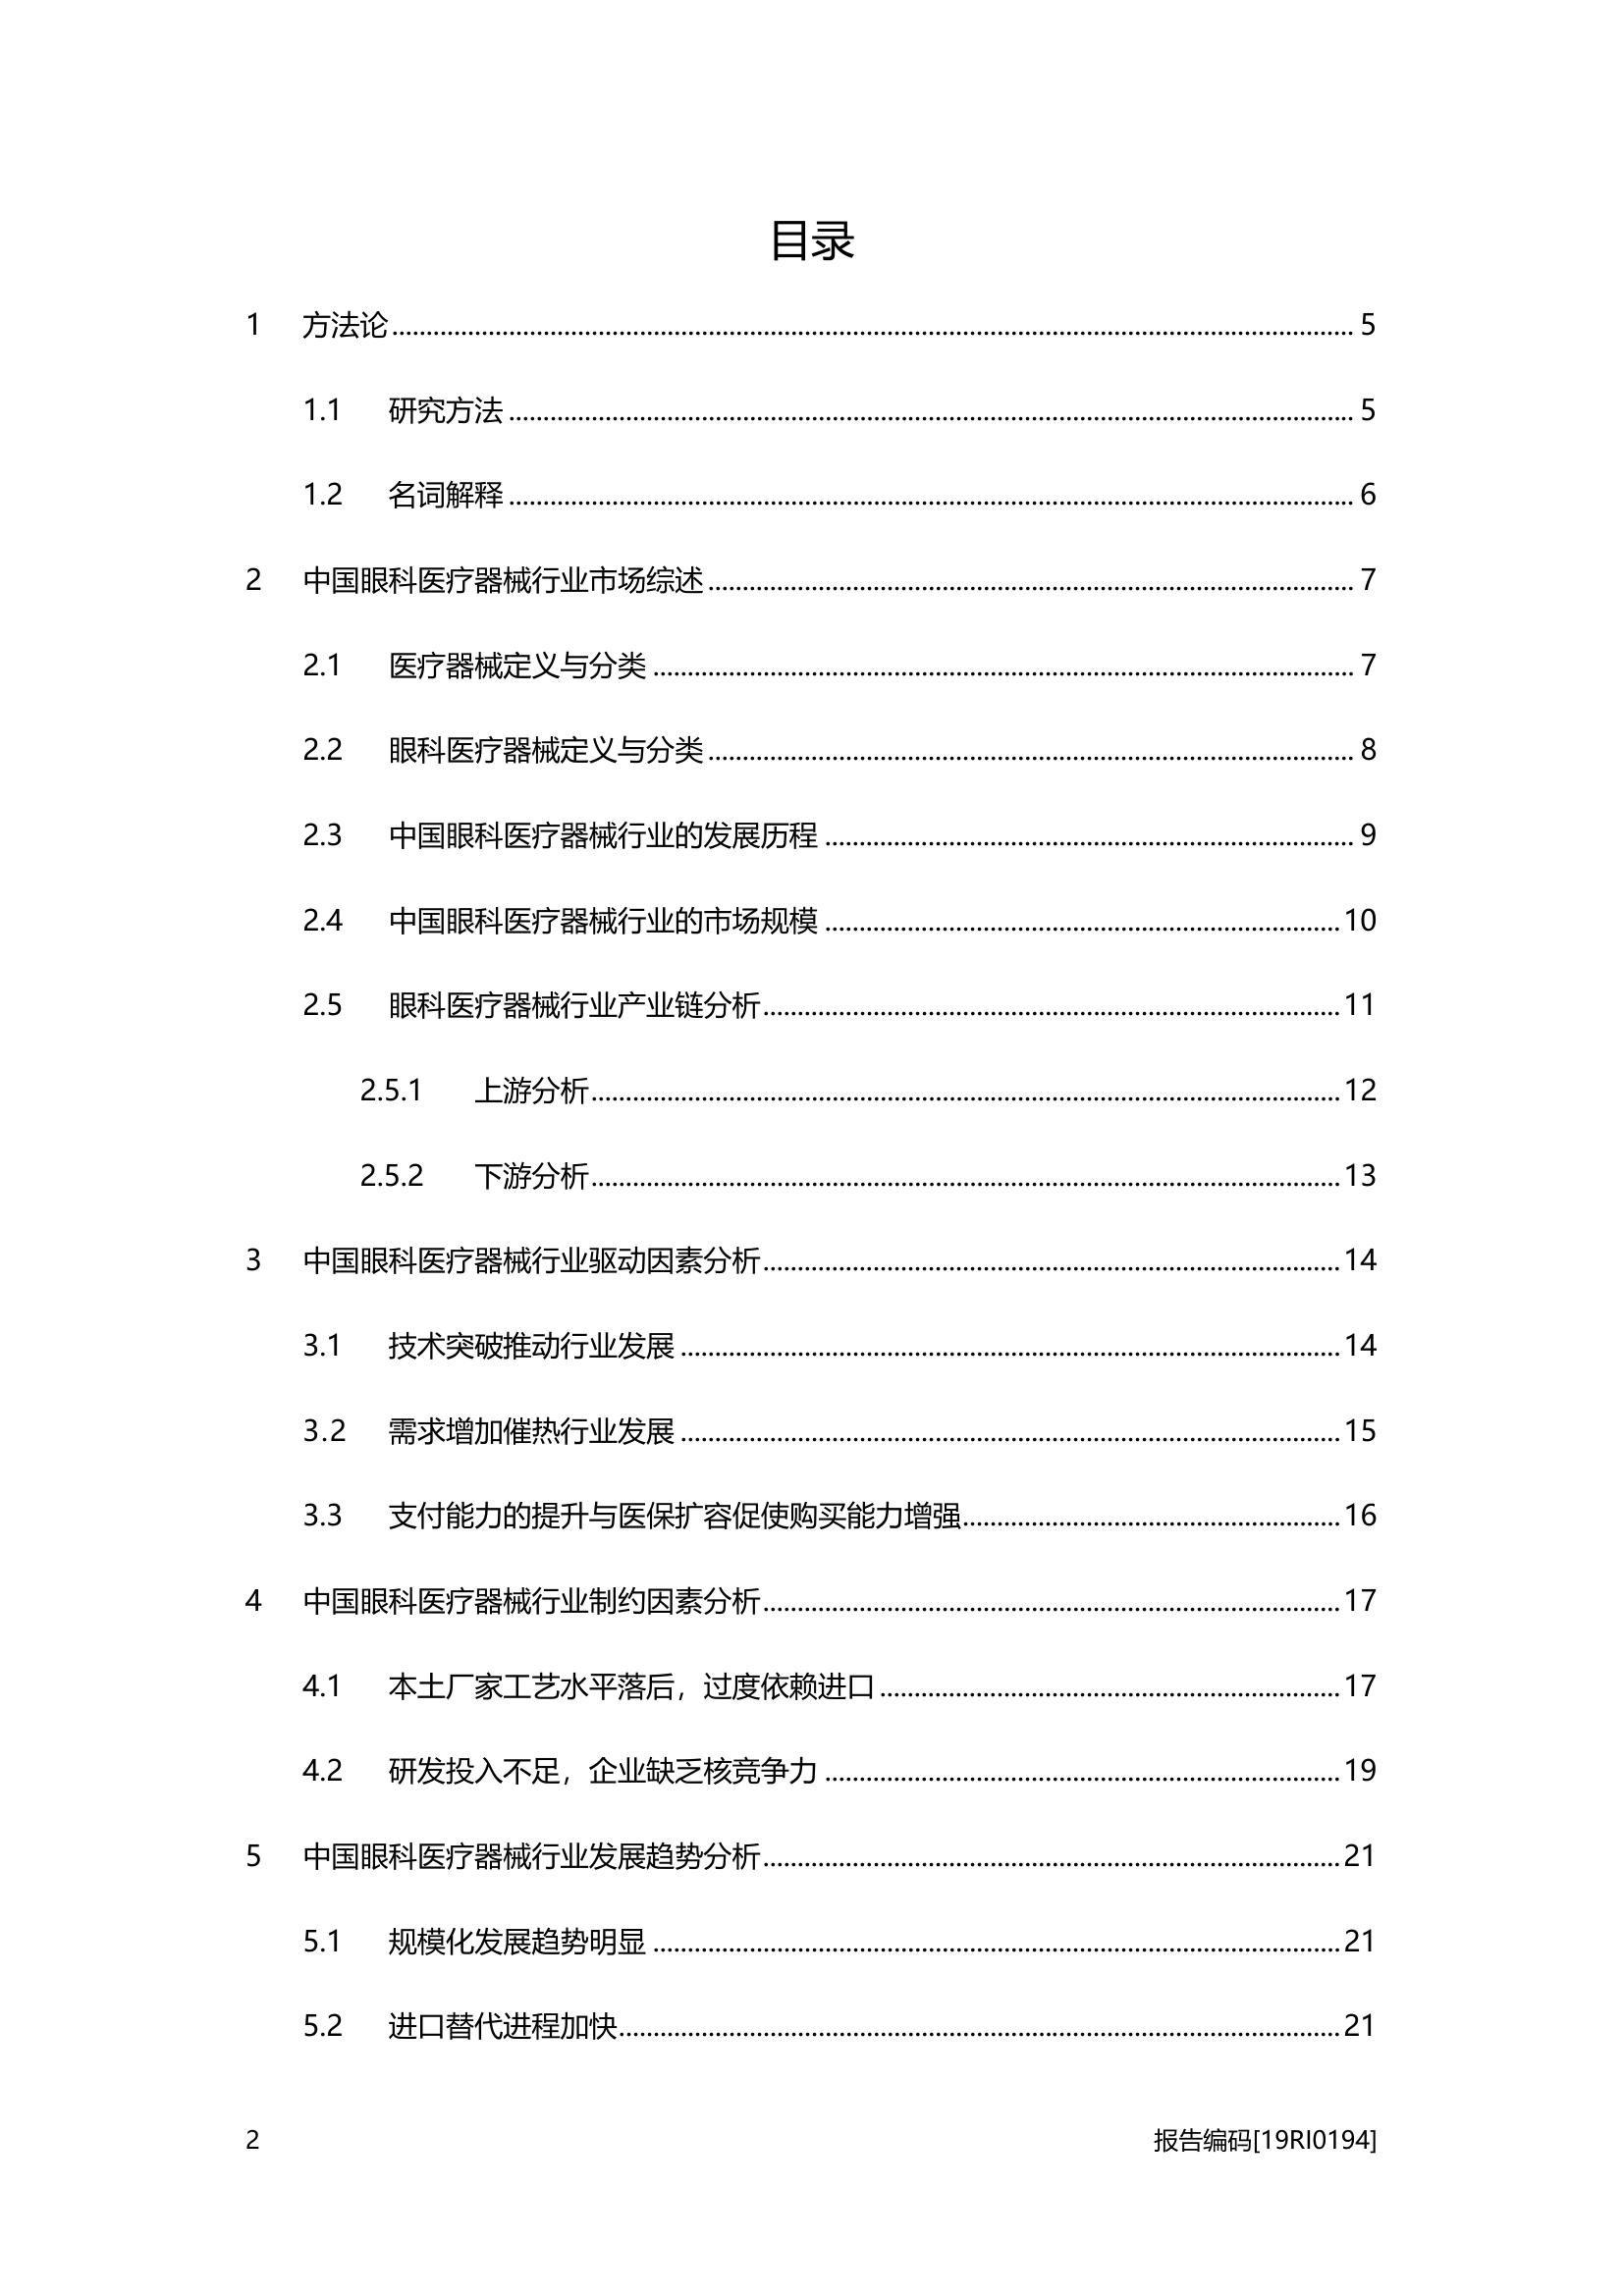 目录
1 方法论 ........ 5
1.1 研究方法 ........ 5
1.2 名词解释 ........ 6
2 中国眼科医疗器械行业市场综述 ........ 7
2.1 医疗器械定义与分类 ........ 7
2.2 眼科医疗器械定义与分类 ........ 8
2.3 中国眼科医疗器械行业的发展历程 ........ 9
2.4 中国眼科医疗器械行业的市场规模 ........ 10
2.5 眼科医疗器械行业产业链分析 ........ 11
2.5.1 上游分析 ........ 12
2.5.2 下游分析 ........ 13
3 中国眼科医疗器械行业驱动因素分析 ........ 14
3.1 技术突破推动行业发展 ........ 14
3.2 需求增加催热行业发展 ........ 15
3.3 支付能力的提升与医保扩容促使购买能力增强 ........ 16
4 中国眼科医疗器械行业制约因素分析 ........ 17
4.1 本土厂家工艺水平落后，过度依赖进口 ........ 17
4.2 研发投入不足，企业缺乏核竞争力 ........ 19
5 中国眼科医疗器械行业发展趋势分析 ........ 21
5.1 规模化发展趋势明显 ........ 21
5.2 进口替代进程加快 ........ 21
2 报告编码[19RI0194]